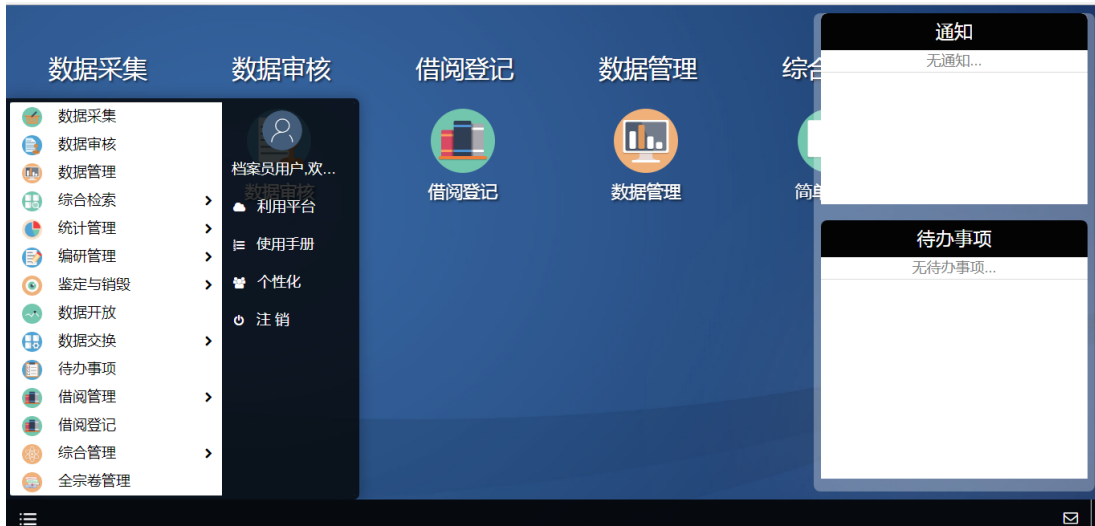 数据采集
数据审核
借阅登记
数据管理
综合
通知
无通知...
数据采集
数据审核
数据管理
综合检索
统计管理
编研管理
鉴定与销毁
数据开放
数据交换
待办事项
借阅管理
借阅登记
综合管理
全宗卷管理
档案员用户,欢...
数据审核
利用平台
使用手册
个性化
注 销
借阅登记
数据管理
简单
待办事项
无待办事项...